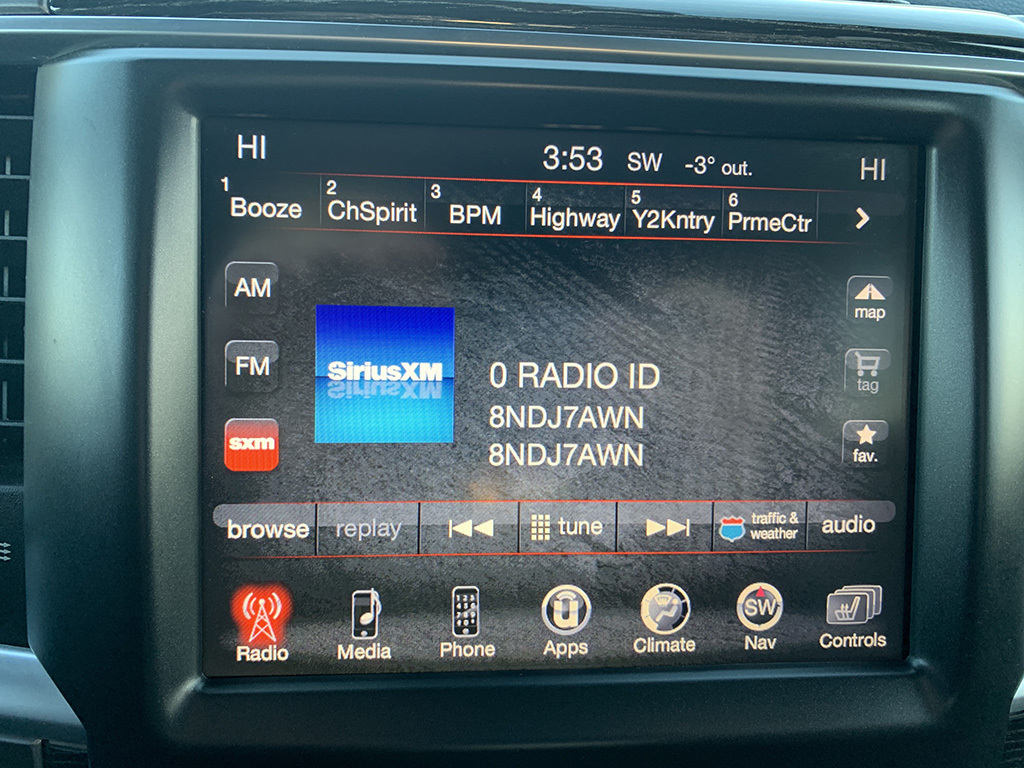 HI 3:53 SW -3° out. HI
1 Booze 2 ChSpirit 3 BPM 4 Highway 5 Y2Kntry 6 PrmeCtr
AM
map
SiriusXM
FM
0 RADIO ID
tag
8NDJ7AWN
sxm
8NDJ7AWN
fav.
browse replay tune traffic & weather audio
U SW
Radio Media Phone Apps Climate Nav Controls